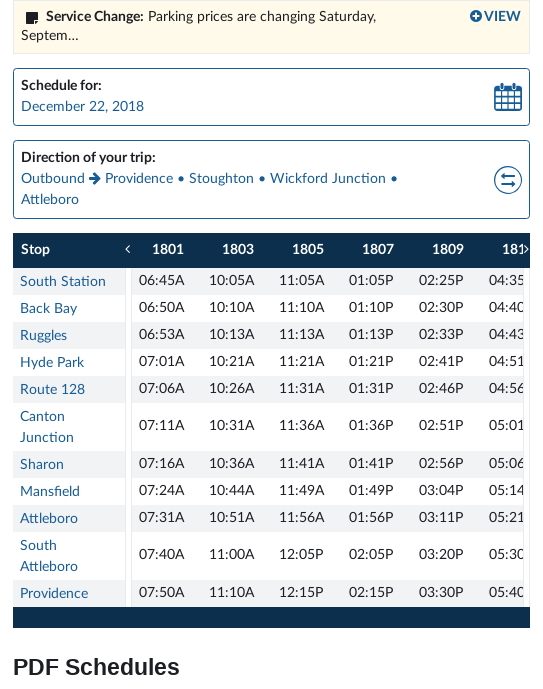 Service Change: Parking prices are changing Saturday, VIEW
Septem...
Schedule for:
December 22, 2018
Direction of your trip:
Outbound → Providence • Stoughton • Wickford Junction •
Attleboro
Stop 1801 1803 1805 1807 1809 181
South Station 06:45A 10:05A 11:05A 01:05P 02:25P 04:35
Back Bay 06:50A 10:10A 11:10A 01:10P 02:30P 04:40
Ruggles 06:53A 10:13A 11:13A 01:13P 02:33P 04:43
Hyde Park 07:01A 10:21A 11:21A 01:21P 02:41P 04:51
Route 128 07:06A 10:26A 11:31A 01:31P 02:46P 04:56
Canton
Junction 07:11A 10:31A 11:36A 01:36P 02:51P 05:01
Sharon 07:16A 10:36A 11:41A 01:41P 02:56P 05:06
Mansfield 07:24A 10:44A 11:49A 01:49P 03:04P 05:14
Attleboro 07:31A 10:51A 11:56A 01:56P 03:11P 05:21
South
Attleboro 07:40A 11:00A 12:05P 02:05P 03:20P 05:30
Providence 07:50A 11:10A 12:15P 02:15P 03:30P 05:40
PDF Schedules